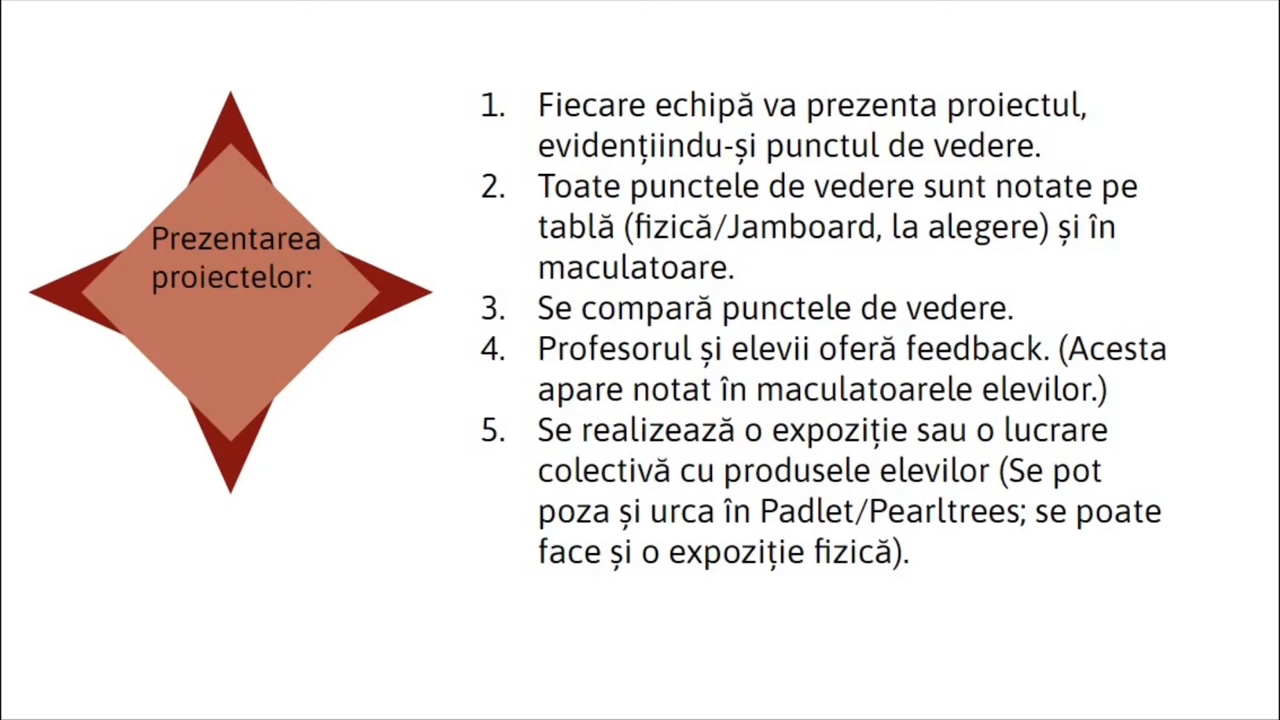 Prezentarea
proiectelor:
1. Fiecare echipă va prezenta proiectul,
evidențiindu-și punctul de vedere.
2. Toate punctele de vedere sunt notate pe
tablă (fizică/Jamboard, la alegere) și în
maculatoare.
3. Se compară punctele de vedere.
4. Profesorul și elevii oferă feedback. (Acesta
apare notat în maculatoarele elevilor.)
5. Se realizează o expoziție sau o lucrare
colectivă cu produsele elevilor (Se pot
poza și urca în Padlet/Pearltrees; se poate
face și o expoziție fizică).